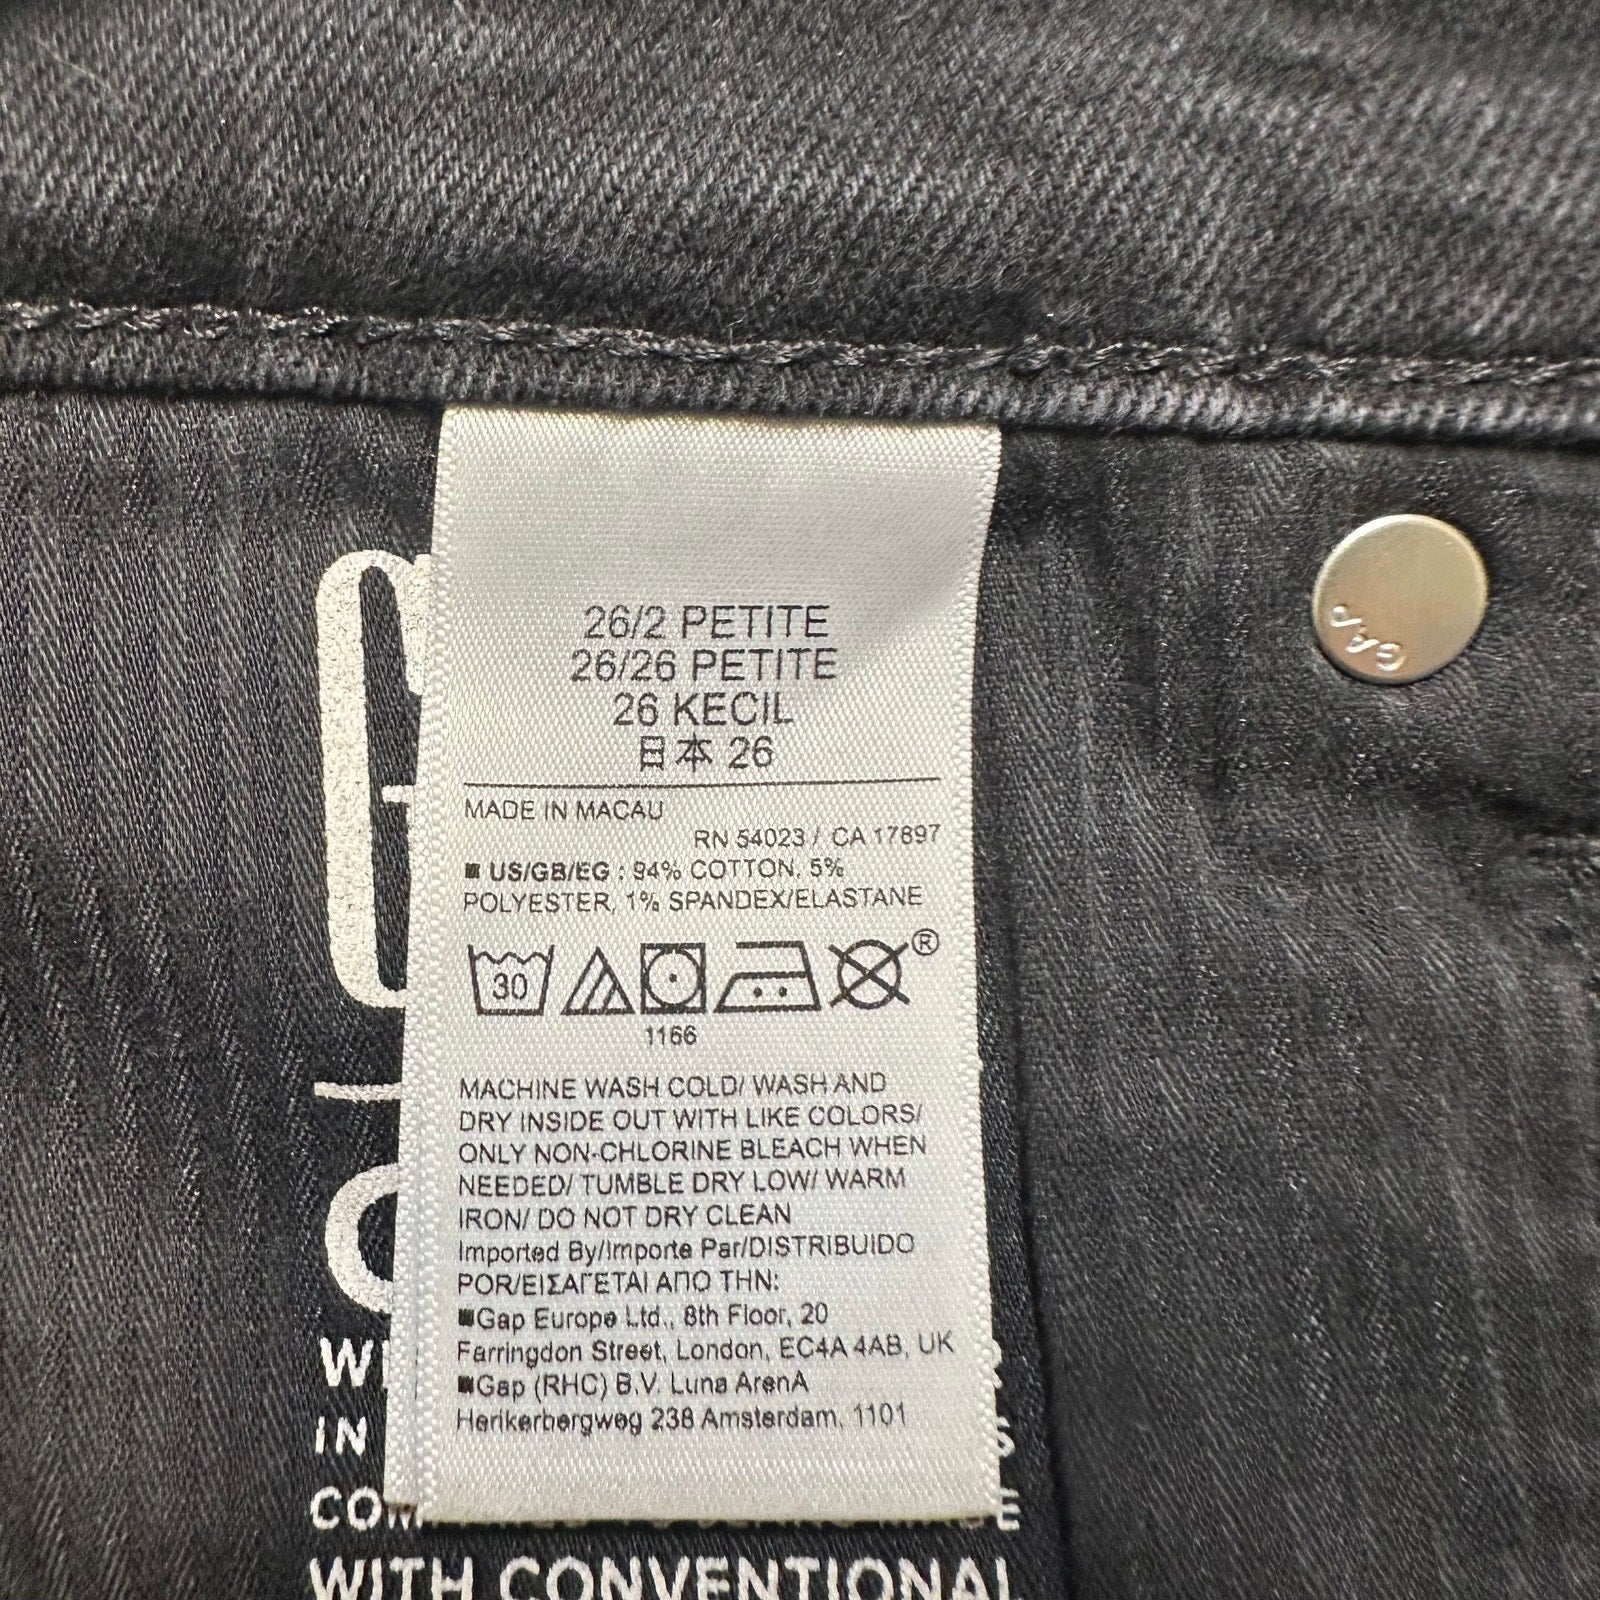 26/2 PETITE
26/26 PETITE
26 KECIL
日本 26
MADE IN MACAU
RN 54023 / CA 17897
US/GB/EG : 94% COTTON, 5%
POLYESTER, 1% SPANDEX/ELASTANE
30
®
1166
MACHINE WASH COLD/ WASH AND
DRY INSIDE OUT WITH LIKE COLORS/
ONLY NON-CHLORINE BLEACH WHEN
NEEDED/ TUMBLE DRY LOW/ WARM
IRON/ DO NOT DRY CLEAN
Imported By/Importe Par/DISTRIBUIDO
POR/ΕΙΣΑΓΕΤΑΙ ΑΠΟ ΤΗΝ:
Gap Europe Ltd., 8th Floor, 20
Farringdon Street, London, EC4A 4AB, UK
Gap (RHC) B.V. Luna ArenA
Herikerbergweg 238 Amsterdam, 1101
IN
WITH CONVENTIONAL
GAP